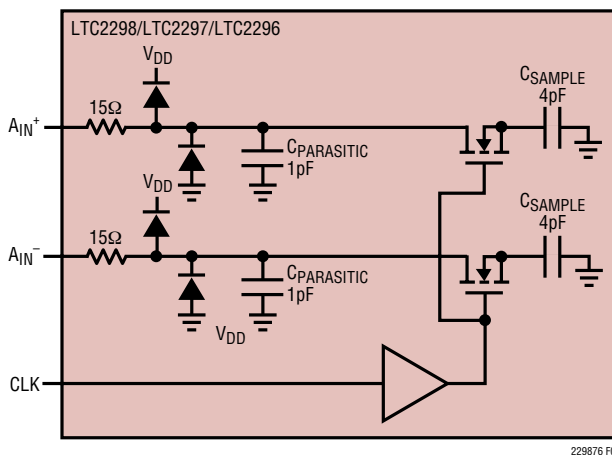 LTC2298/LTC2297/LTC2296
VDD
CSAMPLE
4pF
15Ω
AIN+
CPARASITIC
1pF
VDD
CSAMPLE
4pF
15Ω
AIN−
CPARASITIC
1pF
VDD
CLK
229876